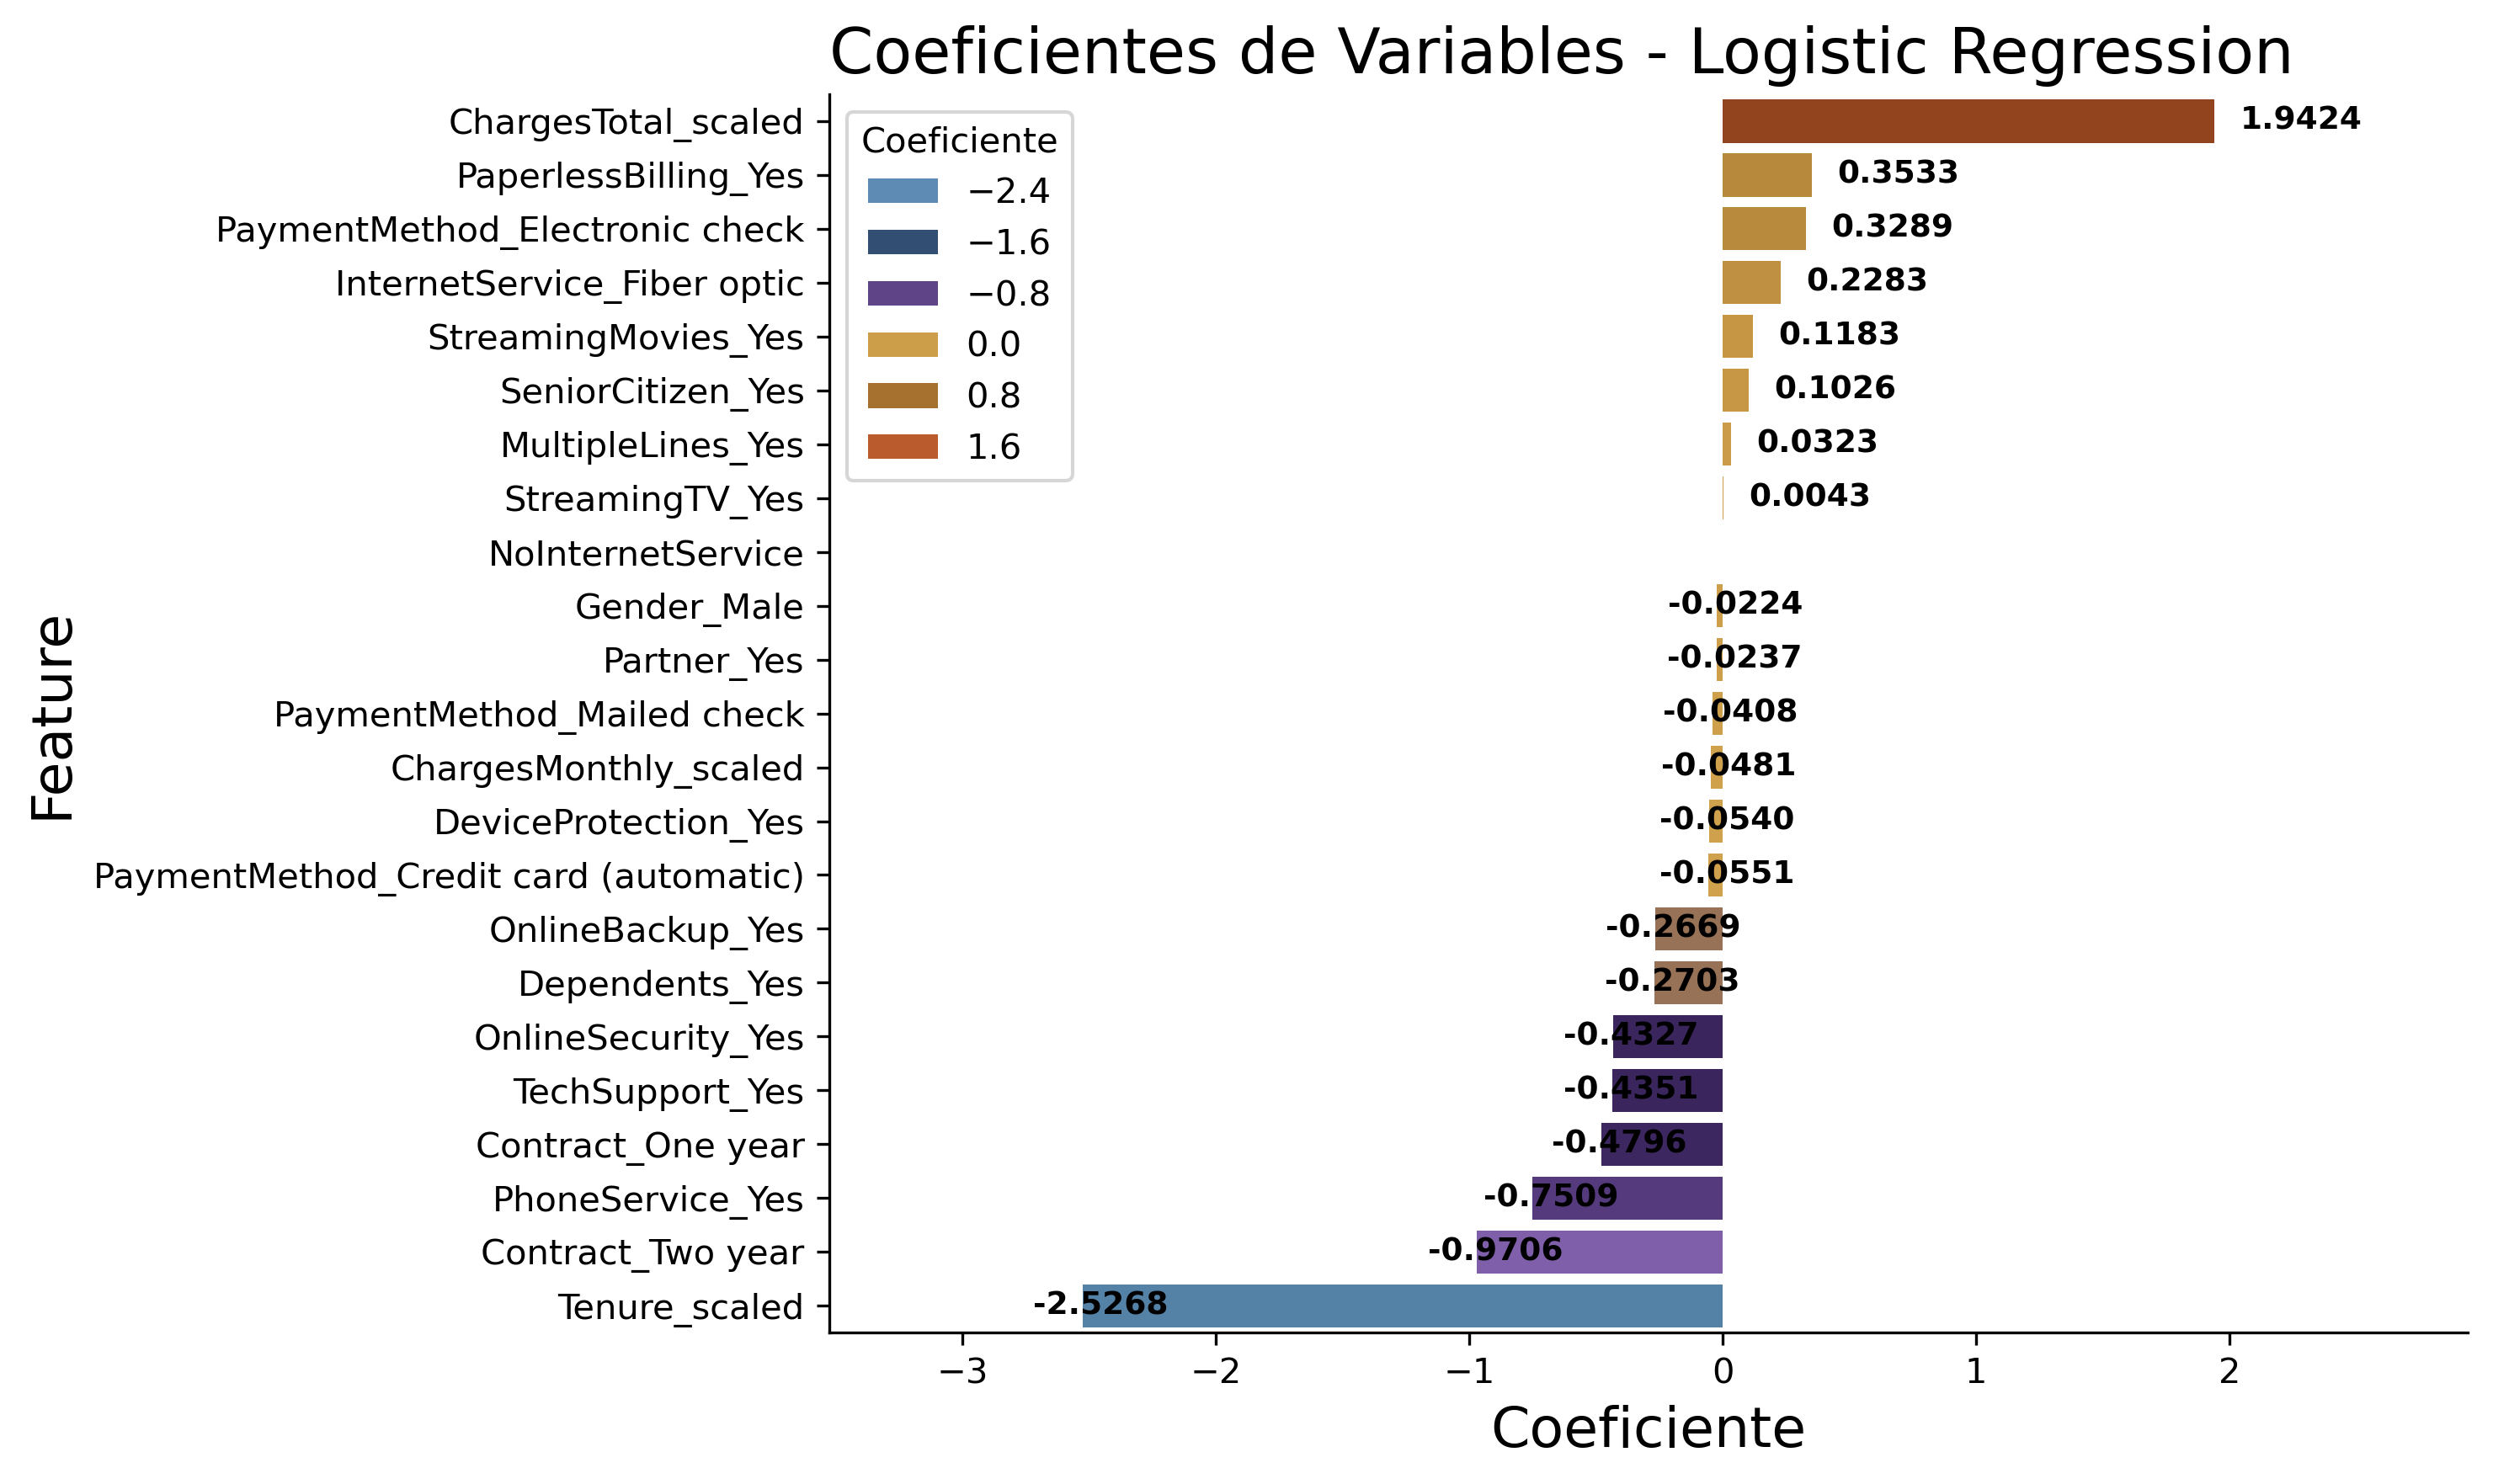 Coeficientes de Variables - Logistic Regression
Coeficiente
−2.4
−1.6
−0.8
0.0
0.8
1.6
Feature
ChargesTotal_scaled 1.9424
PaperlessBilling_Yes 0.3533
PaymentMethod_Electronic check 0.3289
InternetService_Fiber optic 0.2283
StreamingMovies_Yes 0.1183
SeniorCitizen_Yes 0.1026
MultipleLines_Yes 0.0323
StreamingTV_Yes 0.0043
NoInternetService
Gender_Male -0.0224
Partner_Yes -0.0237
PaymentMethod_Mailed check -0.0408
ChargesMonthly_scaled -0.0481
DeviceProtection_Yes -0.0540
PaymentMethod_Credit card (automatic) -0.0551
OnlineBackup_Yes -0.2669
Dependents_Yes -0.2703
OnlineSecurity_Yes -0.4327
TechSupport_Yes -0.4351
Contract_One year -0.4796
PhoneService_Yes -0.7509
Contract_Two year -0.9706
Tenure_scaled -2.5268
−3 −2 −1 0 1 2
Coeficiente